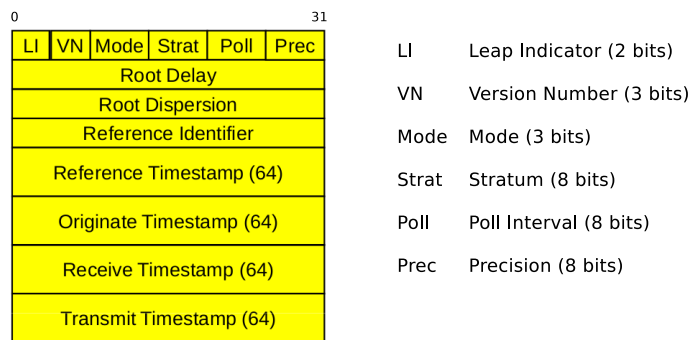 0 31
LI VN Mode Strat Poll Prec
Root Delay
Root Dispersion
Reference Identifier
Reference Timestamp (64)
Originate Timestamp (64)
Receive Timestamp (64)
Transmit Timestamp (64)
LI Leap Indicator (2 bits)
VN Version Number (3 bits)
Mode Mode (3 bits)
Strat Stratum (8 bits)
Poll Poll Interval (8 bits)
Prec Precision (8 bits)